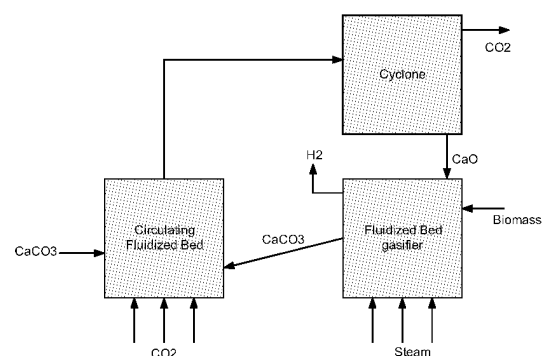 CO2
Cyclone
H2
CaO
Circulating
Fluidized Bed
CaCO3
Fluidized Bed
gasifier
Biomass
CaCO3
CO2
Steam